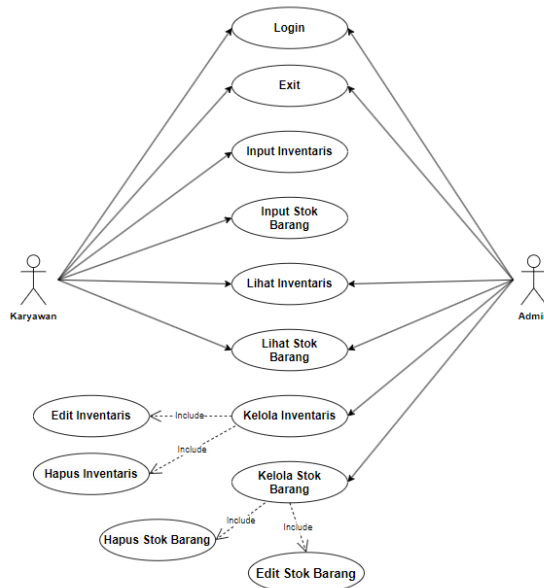 Login
Exit
Input Inventaris
Input Stok
Barang
Lihat Inventaris
Karyawan
Admin
Lihat Stok
Barang
Edit Inventaris
Include
Kelola Inventaris
Include
Hapus Inventaris
Kelola Stok
Barang
Include
Include
Hapus Stok Barang
Edit Stok Barang